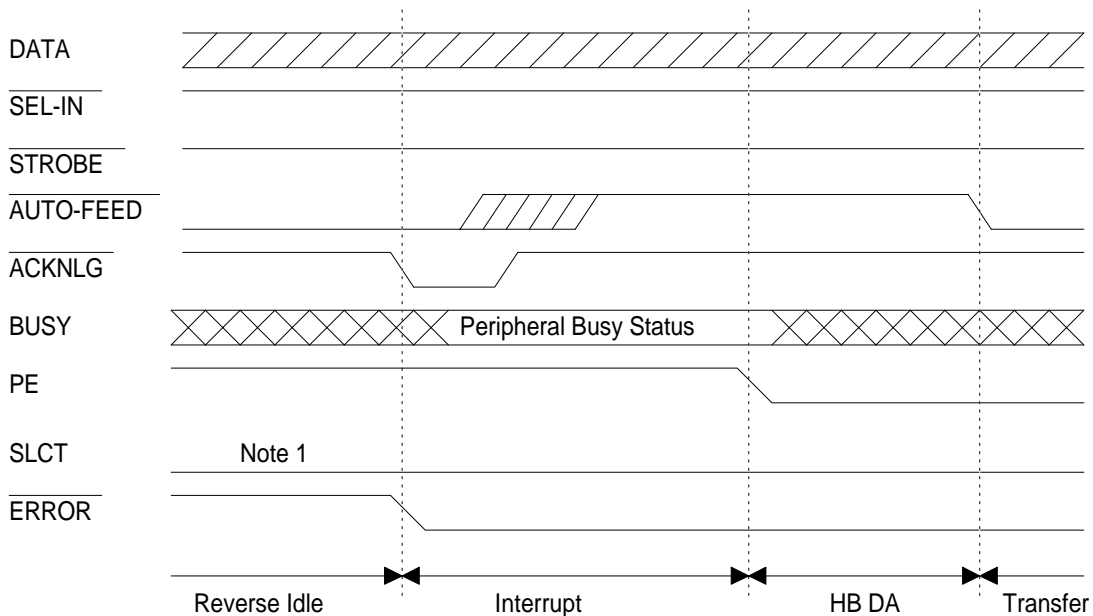 DATA
SEL-IN
STROBE
AUTO-FEED
ACKNLG
BUSY Peripheral Busy Status
PE
SLCT Note 1
ERROR
Reverse Idle Interrupt HB DA Transfer